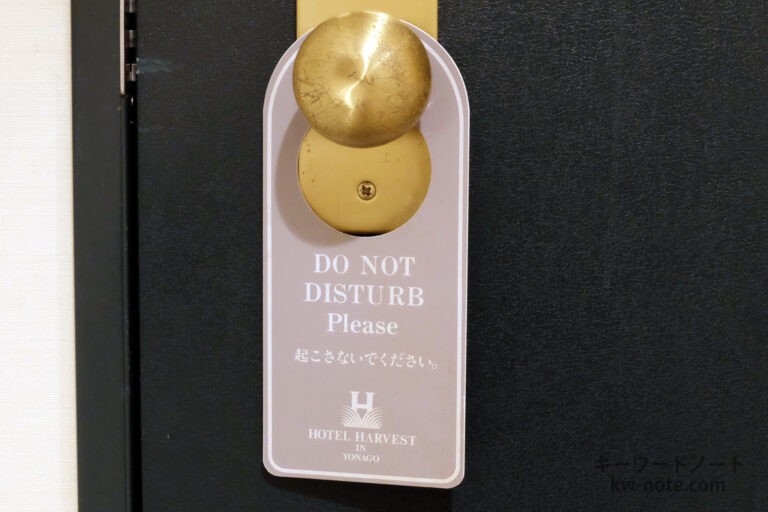 DO NOT
DISTURB
Please
起こさないでください。
H
HOTEL HARVEST
IN
YONAGO
キーワードノート
kw-note.com